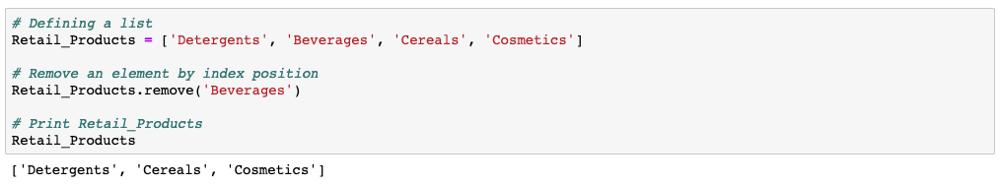 # Defining a list
Retail_Products = ['Detergents', 'Beverages', 'Cereals', 'Cosmetics']
# Remove an element by index position
Retail_Products.remove('Beverages')
# Print Retail_Products
Retail_Products
['Detergents', 'Cereals', 'Cosmetics']